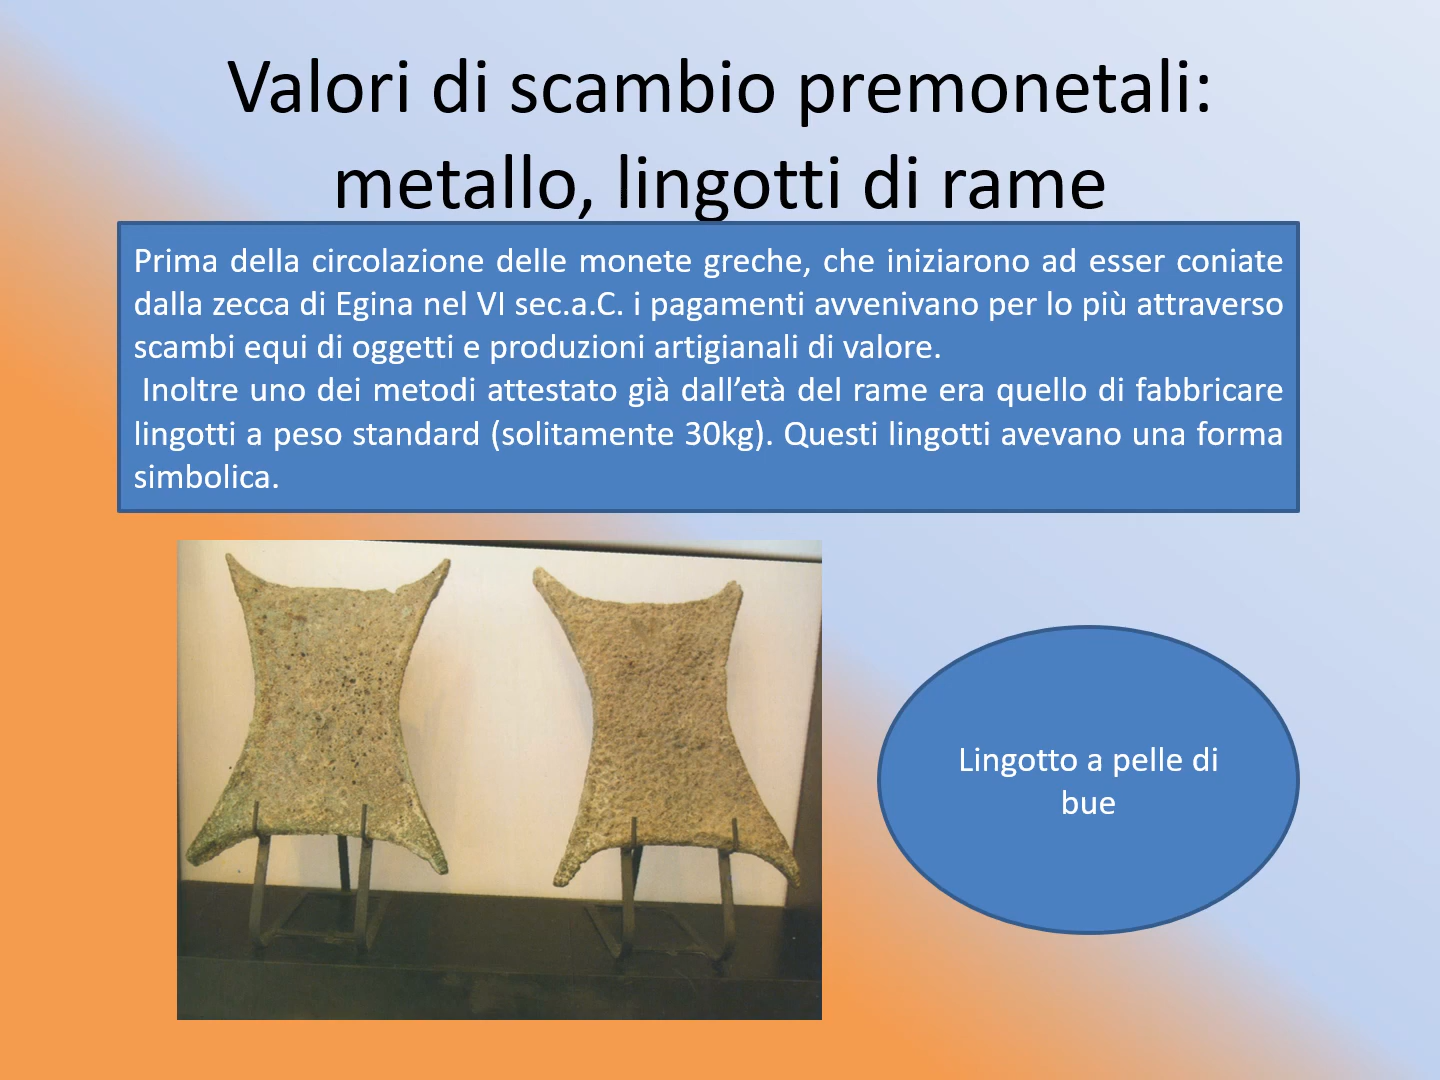 Valori di scambio premonetali:
metallo, lingotti di rame
Prima della circolazione delle monete greche, che iniziarono ad esser coniate
dalla zecca di Egina nel VI sec.a.C. i pagamenti avvenivano per lo più attraverso
scambi equi di oggetti e produzioni artigianali di valore.
Inoltre uno dei metodi attestato già dall’età del rame era quello di fabbricare
lingotti a peso standard (solitamente 30kg). Questi lingotti avevano una forma
simbolica.
Lingotto a pelle di
bue